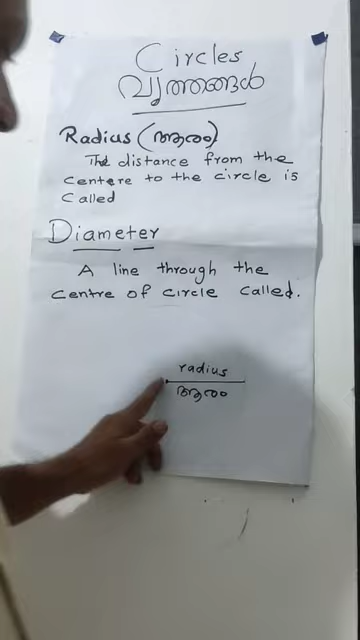 Circles
വൃത്തങ്ങൾ
Radius (ആരം)
The distance from the
centere to the circle is
called
Diameter
A line through the
centre of circle called.
radius
ആരം